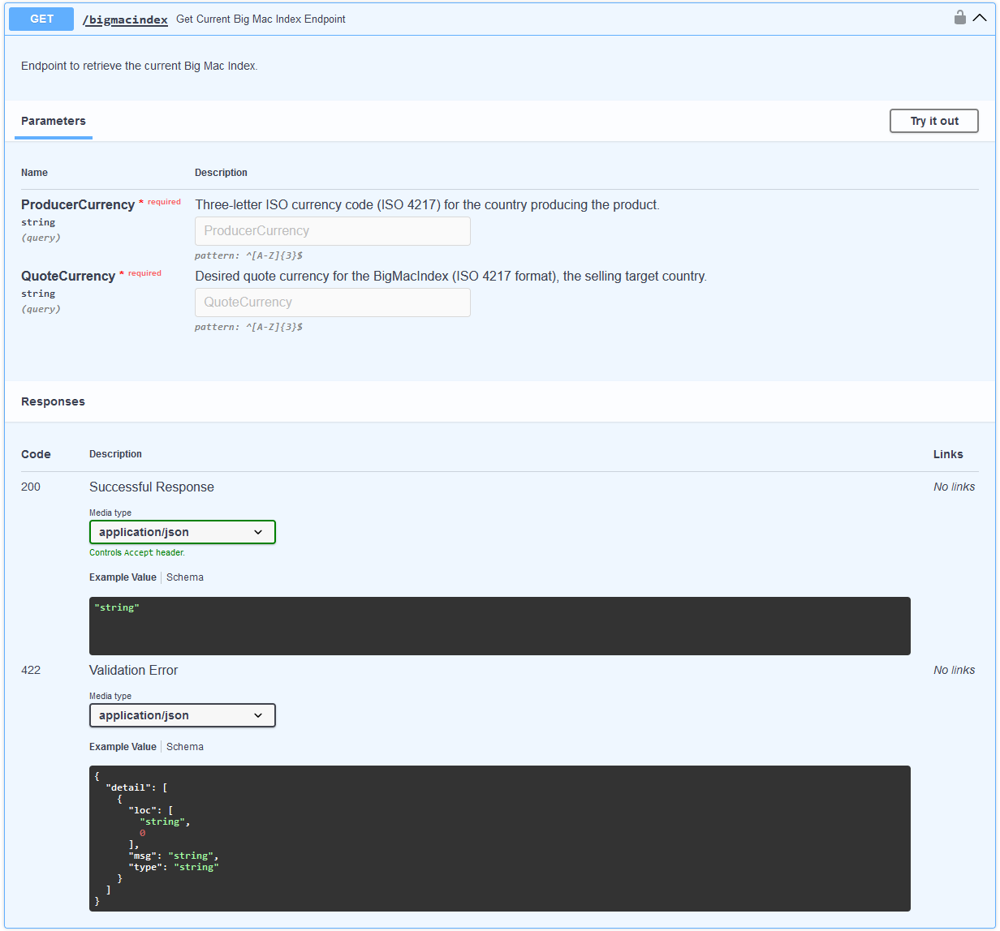 GET /bigmacindex Get Current Big Mac Index Endpoint
Endpoint to retrieve the current Big Mac Index.
Parameters
Try it out
Name Description
ProducerCurrency * required
string
(query)
Three-letter ISO currency code (ISO 4217) for the country producing the product.
ProducerCurrency
pattern: ^[A-Z]{3}$
QuoteCurrency * required
string
(query)
Desired quote currency for the BigMacIndex (ISO 4217 format), the selling target country.
QuoteCurrency
pattern: ^[A-Z]{3}$
Responses
Code Description Links
200 Successful Response No links
Media type
application/json
Controls Accept header.
Example Value Schema
"string"
422 Validation Error No links
Media type
application/json
Example Value Schema
{
  "detail": [
    {
      "loc": [
        "string",
        0
      ],
      "msg": "string",
      "type": "string"
    }
  ]
}